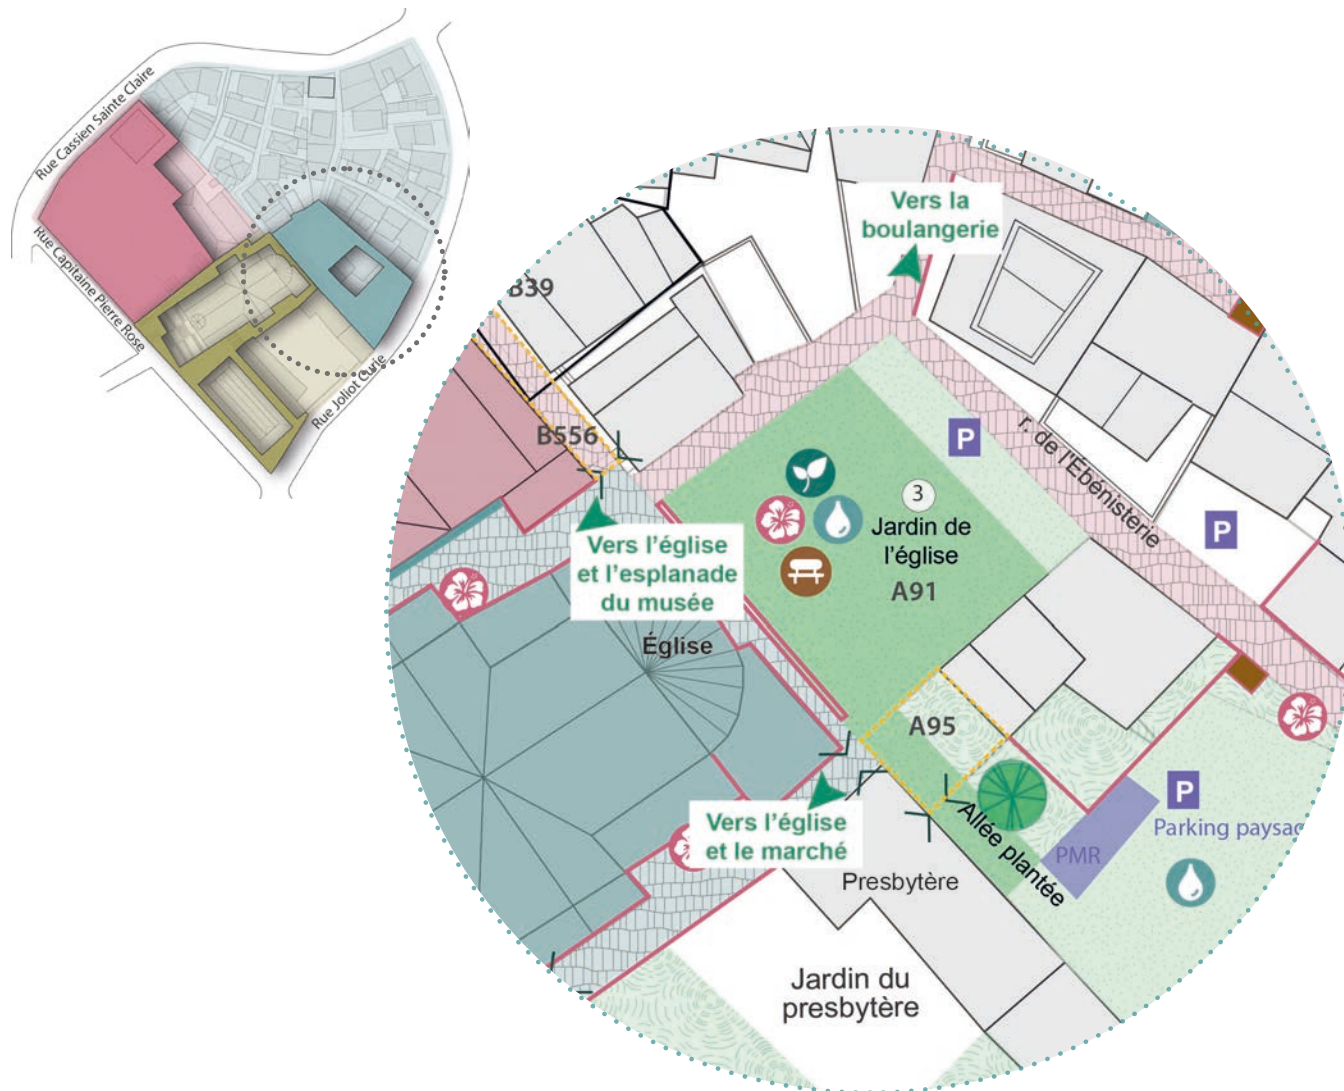 Rue Cassien Sainte Claire
Rue Capitaine Pierre Rose
Rue Joliot Curie
Vers la
boulangerie
B39
B556
P
r. de l'Ébénisterie
P
3
Jardin de
l'église
A91
Vers l'église
et l'esplanade
du musée
Église
A95
Vers l'église
et le marché
Allée plantée
P
Parking paysag
PMR
Presbytère
Jardin du
presbytère